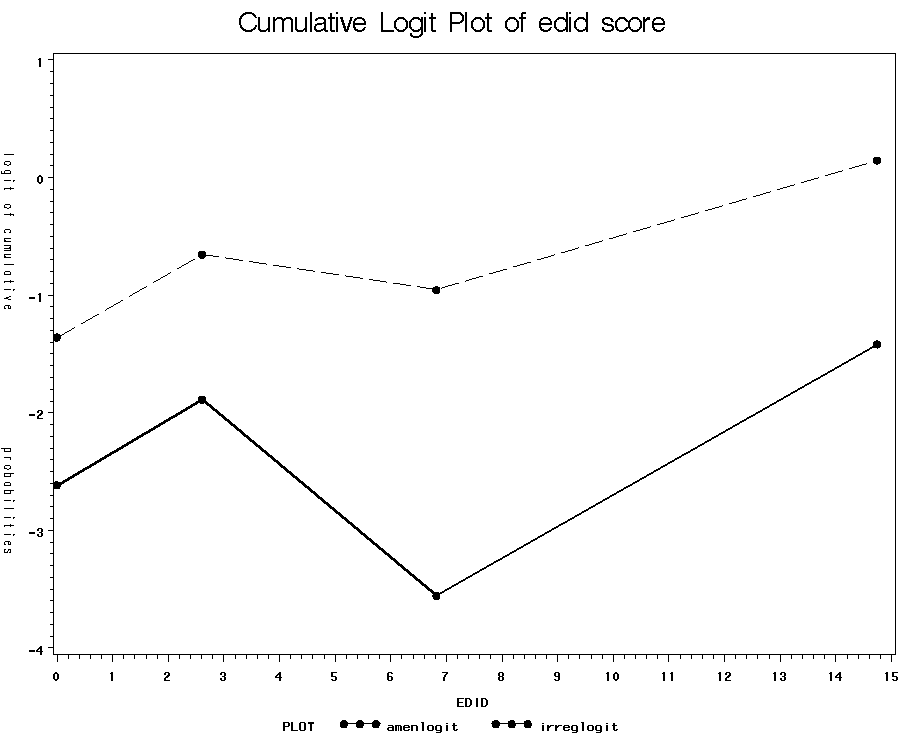 Cumulative Logit Plot of edid score
logit of cumulative probabilities
1
0
-1
-2
-3
-4
0 1 2 3 4 5 6 7 8 9 10 11 12 13 14 15
EDID
PLOT amenlogit irreglogit